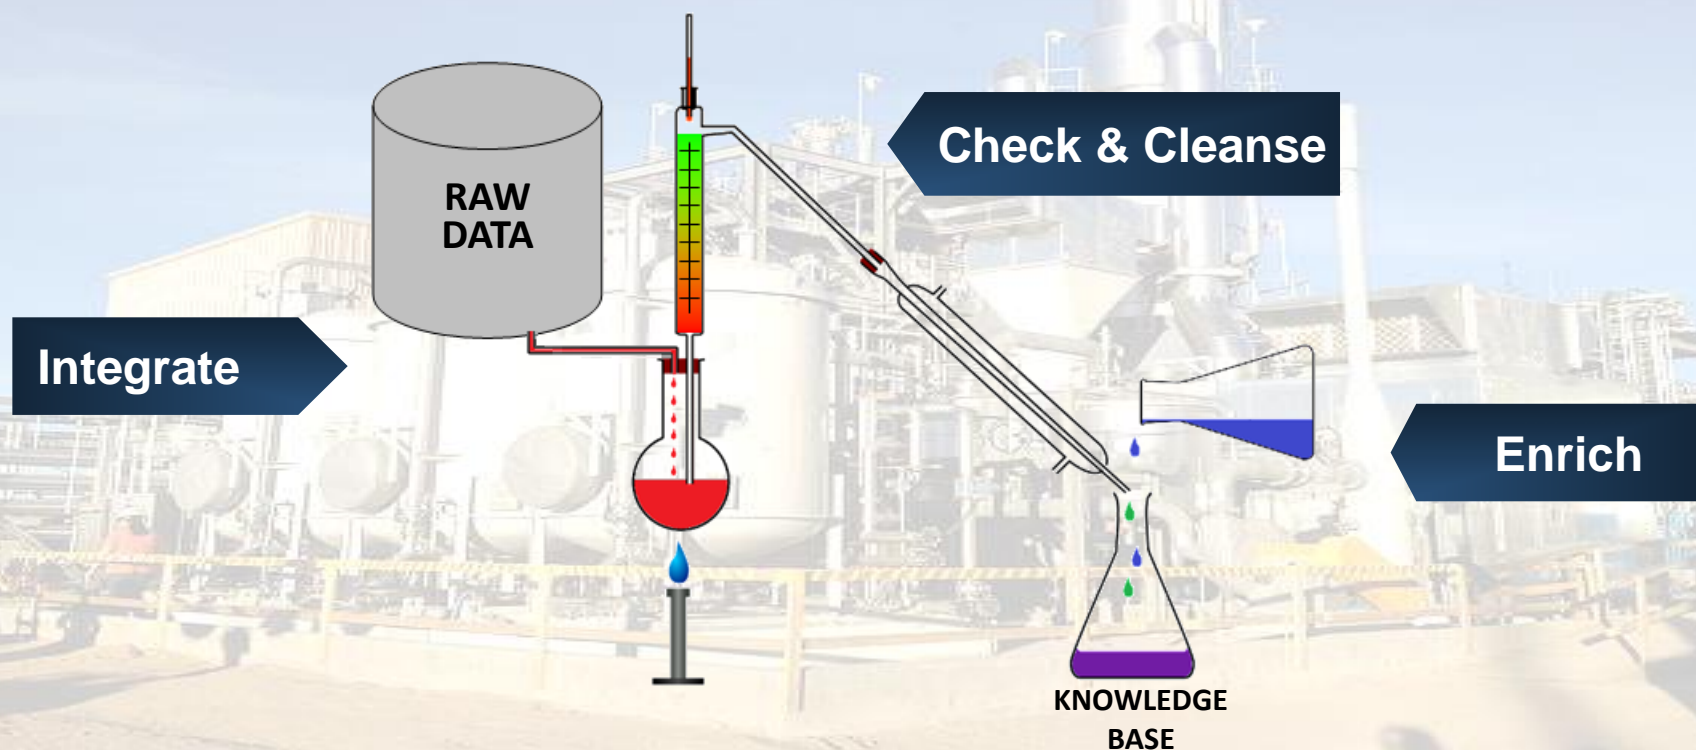 RAW
DATA
Check & Cleanse
Integrate
Enrich
KNOWLEDGE
BASE